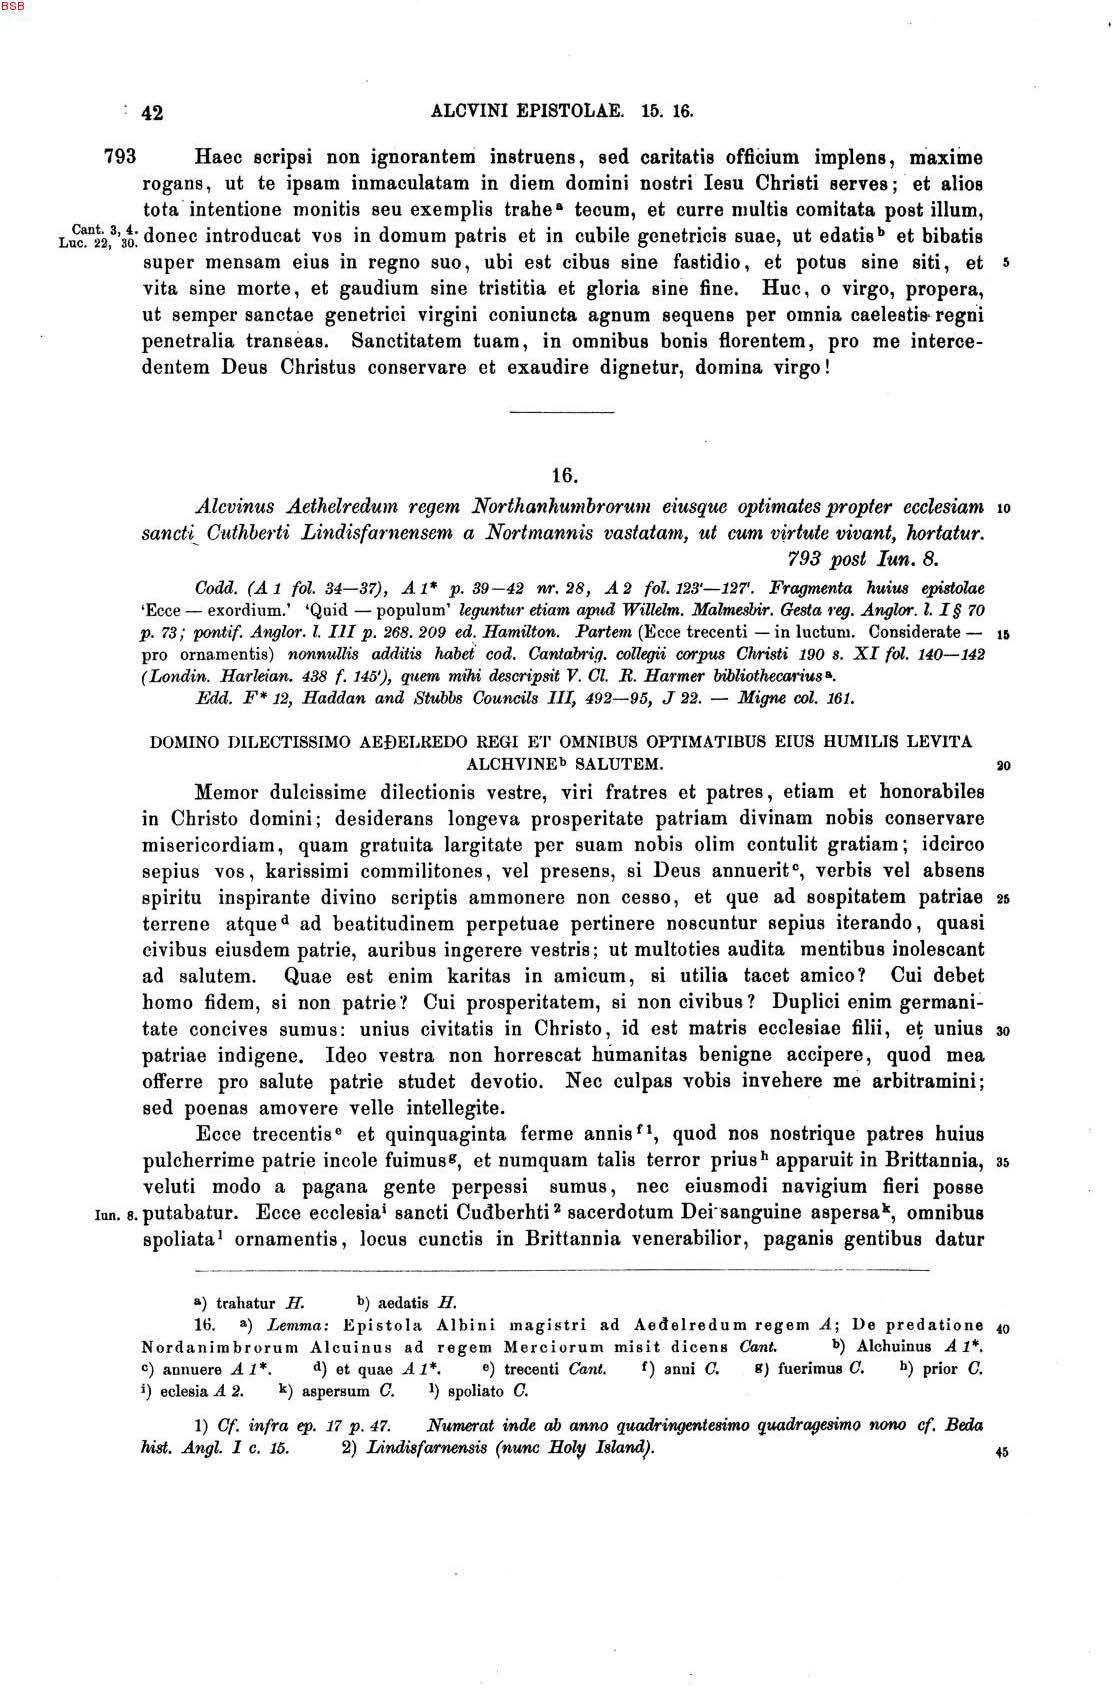 BSB
42 ALCVINI EPISTOLAE. 15. 16.
793 Haec scripsi non ignorantem instruens, sed caritatis officium implens, maxime
rogans, ut te ipsam inmaculatam in diem domini nostri Iesu Christi serves; et alios
tota intentione monitis seu exemplis traheᵃ tecum, et curre multis comitata post illum,
Cant. 3, 4.
Luc. 22, 30. donec introducat vos in domum patris et in cubile genetricis suae, ut edatisᵇ et bibatis
super mensam eius in regno suo, ubi est cibus sine fastidio, et potus sine siti, et 5
vita sine morte, et gaudium sine tristitia et gloria sine fine. Huc, o virgo, propera,
ut semper sanctae genetrici virgini coniuncta agnum sequens per omnia caelestis regni
penetralia transeas. Sanctitatem tuam, in omnibus bonis florentem, pro me interce-
dentem Deus Christus conservare et exaudire dignetur, domina virgo!
16.
Alcvinus Aethelredum regem Northanhumbrorum eiusque optimates propter ecclesiam 10
sancti Cuthberti Lindisfarnensem a Nortmannis vastatam, ut cum virtute vivant, hortatur.
793 post Iun. 8.
Codd. (A 1 fol. 34—37), A 1* p. 39—42 nr. 28, A 2 fol. 123'—127'. Fragmenta huius epistolae
‘Ecce — exordium.’ ‘Quid — populum’ leguntur etiam apud Willelm. Malmesbir. Gesta reg. Anglor. l. I § 70
p. 73; pontif. Anglor. l. III p. 268. 209 ed. Hamilton. Partem (Ecce trecenti — in luctum. Considerate — 15
pro ornamentis) nonnullis additis habet cod. Cantabrig. collegii corpus Christi 190 s. XI fol. 140—142
(Londin. Harleian. 438 f. 145'), quem mihi descripsit V. Cl. R. Harmer bibliothecariusᵃ.
Edd. F* 12, Haddan and Stubbs Councils III, 492—95, J 22. — Migne col. 161.
DOMINO DILECTISSIMO AEÐELREDO REGI ET OMNIBUS OPTIMATIBUS EIUS HUMILIS LEVITA
ALCHVINEᵇ SALUTEM. 20
Memor dulcissime dilectionis vestre, viri fratres et patres, etiam et honorabiles
in Christo domini; desiderans longeva prosperitate patriam divinam nobis conservare
misericordiam, quam gratuita largitate per suam nobis olim contulit gratiam; idcirco
sepius vos, karissimi commilitones, vel presens, si Deus annueritᶜ, verbis vel absens
spiritu inspirante divino scriptis ammonere non cesso, et que ad sospitatem patriae 25
terrene atqueᵈ ad beatitudinem perpetuae pertinere noscuntur sepius iterando, quasi
civibus eiusdem patrie, auribus ingerere vestris; ut multoties audita mentibus inolescant
ad salutem. Quae est enim karitas in amicum, si utilia tacet amico? Cui debet
homo fidem, si non patrie? Cui prosperitatem, si non civibus? Duplici enim germani-
tate concives sumus: unius civitatis in Christo, id est matris ecclesiae filii, et unius 30
patriae indigene. Ideo vestra non horrescat humanitas benigne accipere, quod mea
offerre pro salute patrie studet devotio. Nec culpas vobis invehere me arbitramini;
sed poenas amovere velle intellegite.
Ecce trecentisᵉ et quinquaginta ferme annisᶠ¹, quod nos nostrique patres huius
pulcherrime patrie incole fuimusᵍ, et numquam talis terror priusʰ apparuit in Brittannia, 35
veluti modo a pagana gente perpessi sumus, nec eiusmodi navigium fieri posse
Iun. 8. putabatur. Ecce ecclesiaⁱ sancti Cuđberhti² sacerdotum Dei sanguine aspersaᵏ, omnibus
spoliataˡ ornamentis, locus cunctis in Brittannia venerabilior, paganis gentibus datur
ᵃ) trahatur H. ᵇ) aedatis H.
16. ᵃ) Lemma: Epistola Albini magistri ad Aeđelredum regem A; De predatione 40
Nordanimbrorum Alcuinus ad regem Merciorum misit dicens Cant. ᵇ) Alchuinus A 1*.
ᶜ) annuere A 1*. ᵈ) et quae A 1*. ᵉ) trecenti Cant. ᶠ) anni C. ᵍ) fuerimus C. ʰ) prior C.
ⁱ) eclesia A 2. ᵏ) aspersum C. ˡ) spoliato C.
1) Cf. infra ep. 17 p. 47. Numerat inde ab anno quadringentesimo quadragesimo nono cf. Beda
hist. Angl. I c. 15. 2) Lindisfarnensis (nunc Holy Island). 45